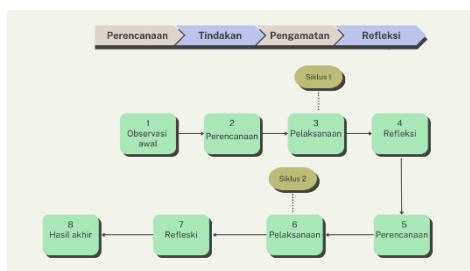 Perencanaan Tindakan Pengamatan Refleksi
Siklus 1
1
Observasi
awal
2
Perencanaan
3
Pelaksanaan
4
Refleksi
Siklus 2
8
Hasil akhir
7
Refleski
6
Pelaksanaan
5
Perencanaan